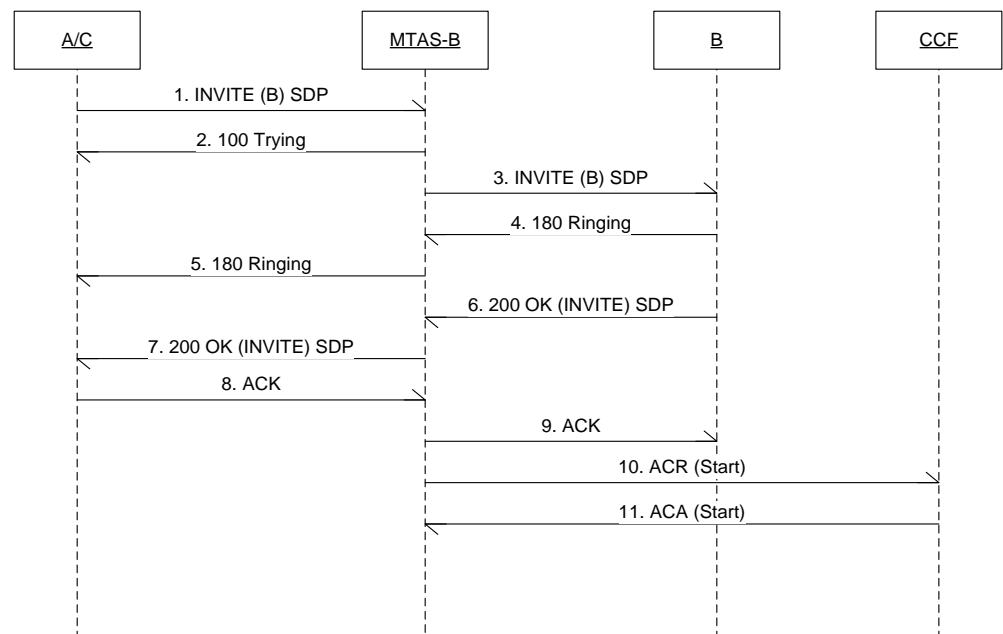 A/C
MTAS-B
B
CCF
1. INVITE (B) SDP
2. 100 Trying
3. INVITE (B) SDP
4. 180 Ringing
5. 180 Ringing
6. 200 OK (INVITE) SDP
7. 200 OK (INVITE) SDP
8. ACK
9. ACK
10. ACR (Start)
11. ACA (Start)